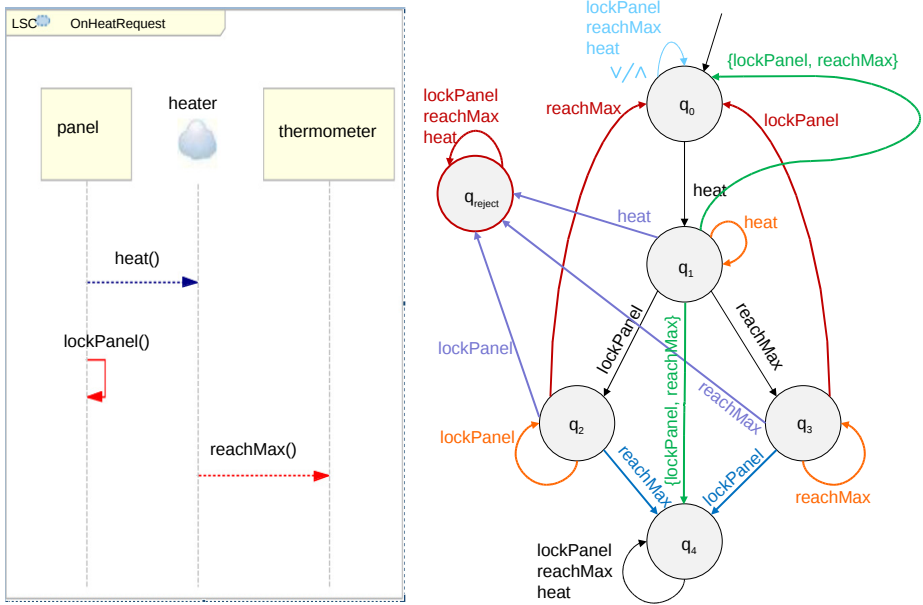 LSC OnHeatRequest
panel
heater
thermometer
heat()
lockPanel()
reachMax()
lockPanel
reachMax
heat
∨/∧
{lockPanel, reachMax}
q0
reachMax
lockPanel
lockPanel
reachMax
heat
qreject
heat
heat
heat
q1
lockPanel
{lockPanel, reachMax}
reachMax
lockPanel
reachMax
q2
q3
lockPanel
reachMax
lockPanel
reachMax
q4
lockPanel
reachMax
heat